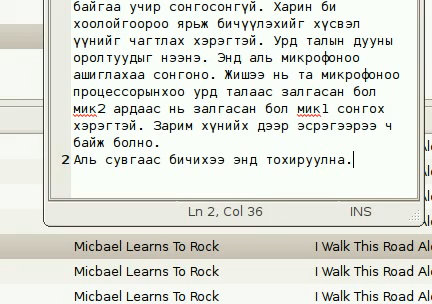 байгаа учир сонгосонгүй. Харин би
хоолойгоороо ярьж бичүүлэхийг хүсвэл
үүнийг чагтлах хэрэгтэй. Урд талын дууны
оролтуудыг нээнэ. Энд аль микрофоноо
ашиглахаа сонгоно. Жишээ нь та микрофоноо
процессорынхоо урд талаас залгасан бол
мик2 ардаас нь залгасан бол мик1 сонгох
хэрэгтэй. Зарим хүнийх дээр эсрэгээрээ ч
байж болно.
2 Аль сувгаас бичихээ энд тохируулна.
Ln 2, Col 36 INS
Micbael Learns To Rock I Walk This Road Al
Micbael Learns To Rock I Walk This Road Al
Micbael Learns To Rock I Walk This Road Al